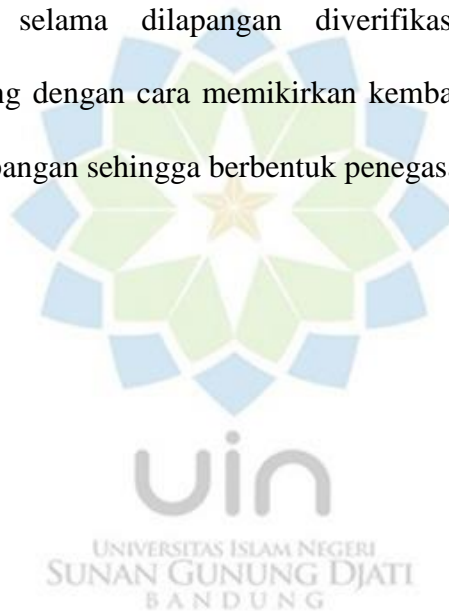 selama dilapangan diverifikas
ng dengan cara memikirkan kemba
pangan sehingga berbentuk penegas
uin
UNIVERSITAS ISLAM NEGERI
SUNAN GUNUNG DJATI
BANDUNG